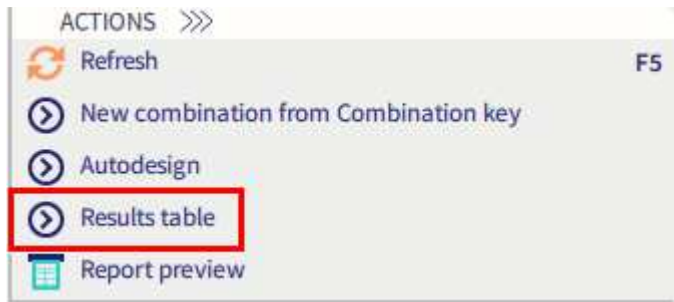 ACTIONS >>>
Refresh F5
New combination from Combination key
Autodesign
Results table
Report preview